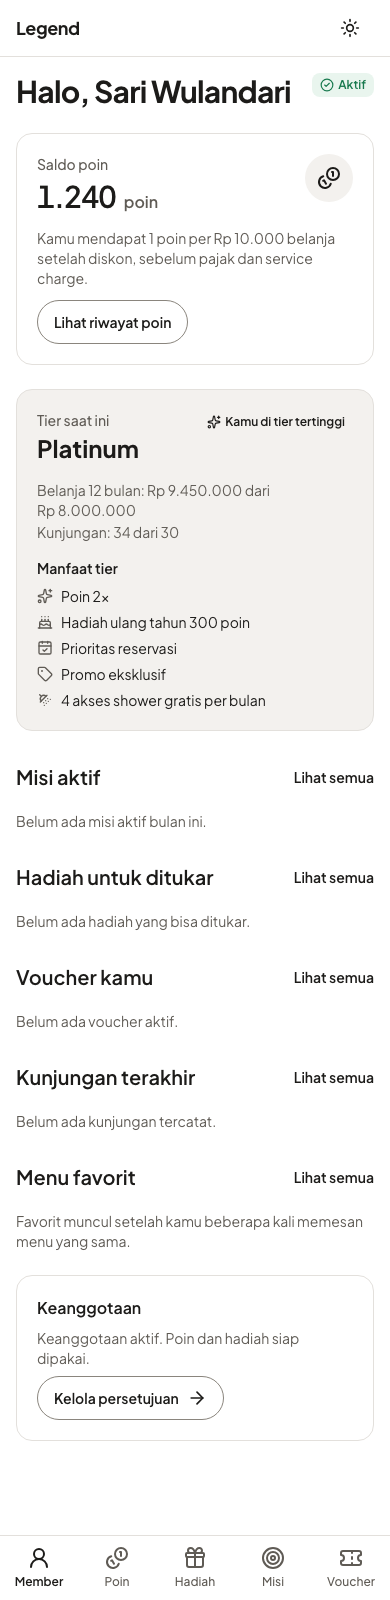 Legend
Halo, Sari Wulandari
Aktif
Saldo poin
1.240 poin
Kamu mendapat 1 poin per Rp 10.000 belanja
setelah diskon, sebelum pajak dan service
charge.
Lihat riwayat poin
Tier saat ini
Kamu di tier tertinggi
Platinum
Belanja 12 bulan: Rp 9.450.000 dari
Rp 8.000.000
Kunjungan: 34 dari 30
Manfaat tier
Poin 2×
Hadiah ulang tahun 300 poin
Prioritas reservasi
Promo eksklusif
4 akses shower gratis per bulan
Misi aktif
Lihat semua
Belum ada misi aktif bulan ini.
Hadiah untuk ditukar
Lihat semua
Belum ada hadiah yang bisa ditukar.
Voucher kamu
Lihat semua
Belum ada voucher aktif.
Kunjungan terakhir
Lihat semua
Belum ada kunjungan tercatat.
Menu favorit
Lihat semua
Favorit muncul setelah kamu beberapa kali memesan
menu yang sama.
Keanggotaan
Keanggotaan aktif. Poin dan hadiah siap
dipakai.
Kelola persetujuan
Member
Poin
Hadiah
Misi
Voucher